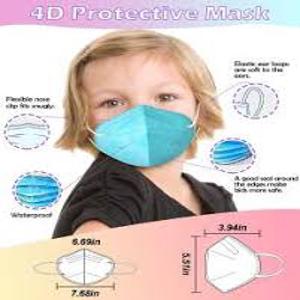 4D Protective Mask
Elastic ear loops
are soft to the
ears.
Flexible nose
clip fits snugly.
Waterproof
A good seal around
the edges make
kids more safe.
6.69in
7.68in
3.94in
5.51in